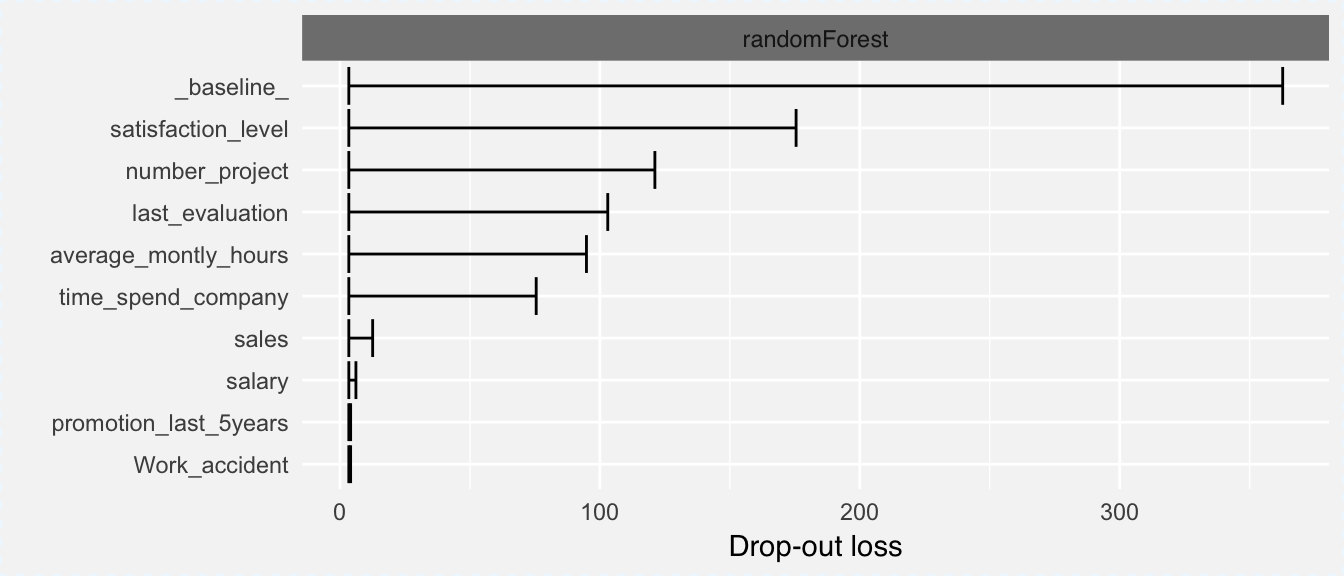 randomForest
_baseline_
satisfaction_level
number_project
last_evaluation
average_montly_hours
time_spend_company
sales
salary
promotion_last_5years
Work_accident
0 100 200 300
Drop-out loss